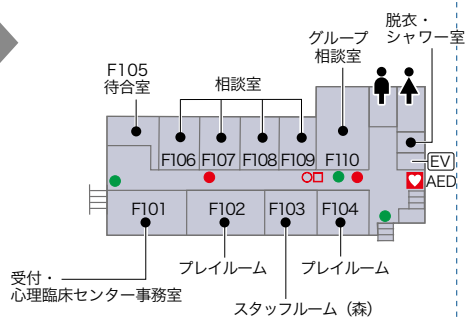 脱衣・
シャワー室
グループ
相談室
F105
待合室
相談室
F106
F107
F108
F109
F110
EV
AED
F101
F102
F103
F104
受付・
心理臨床センター事務室
プレイルーム
プレイルーム
スタッフルーム（森）